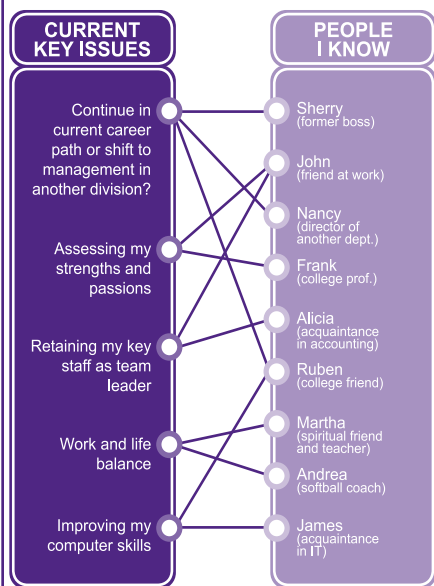 CURRENT
KEY ISSUES
Continue in
current career
path or shift to
management in
another division?
Assessing my
strengths and
passions
Retaining my key
staff as team
leader
Work and life
balance
Improving my
computer skills
PEOPLE
I KNOW
Sherry
(former boss)
John
(friend at work)
Nancy
(director of
another dept.)
Frank
(college prof.)
Alicia
(acquaintance
in accounting)
Ruben
(college friend)
Martha
(spiritual friend
and teacher)
Andrea
(softball coach)
James
(acquaintance
in IT)